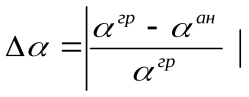 Δα = | (α^гр - α^ан) / α^гр |